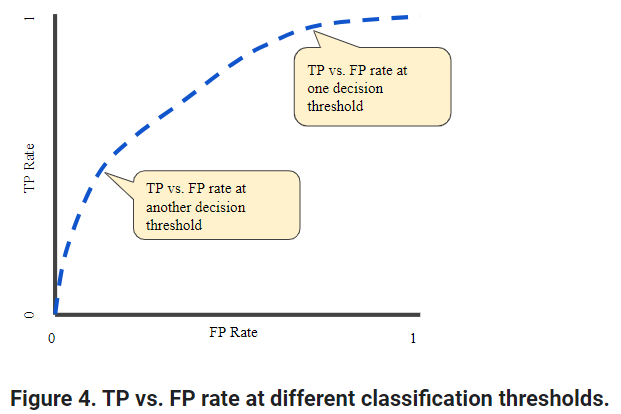 1
TP vs. FP rate at
one decision
threshold
TP Rate
TP vs. FP rate at
another decision
threshold
0
0
FP Rate
1
Figure 4. TP vs. FP rate at different classification thresholds.